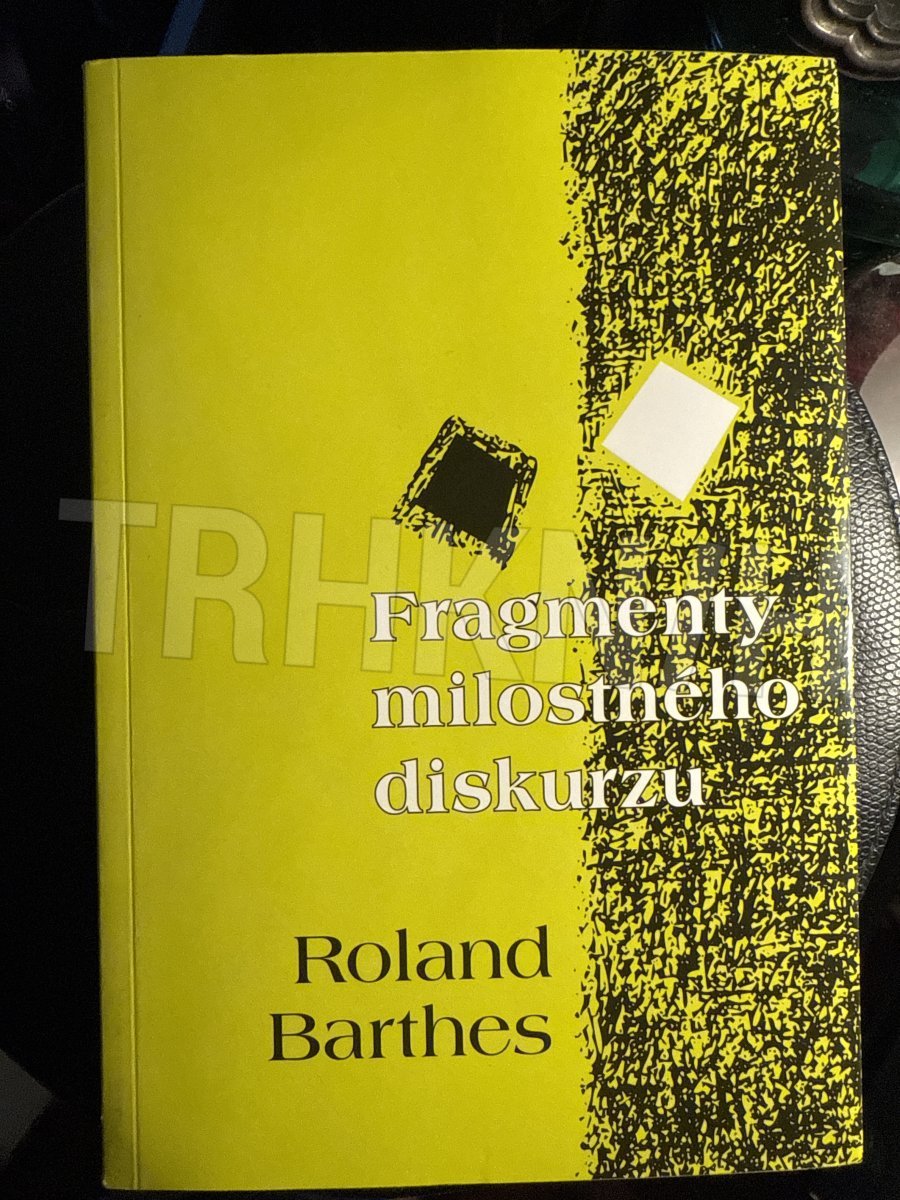 Fragmenty
milostného
diskurzu
Roland
Barthes